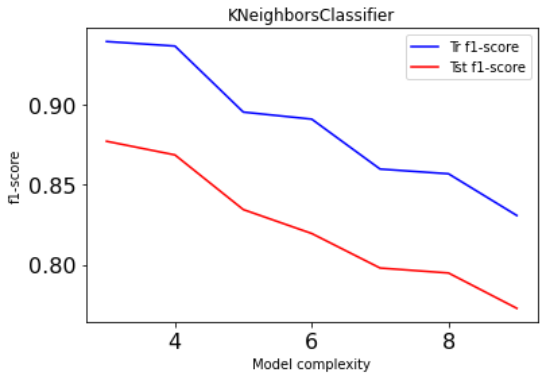 KNeighborsClassifier
Tr f1-score
Tst f1-score
0.90
0.85
0.80
f1-score
4 6 8
Model complexity